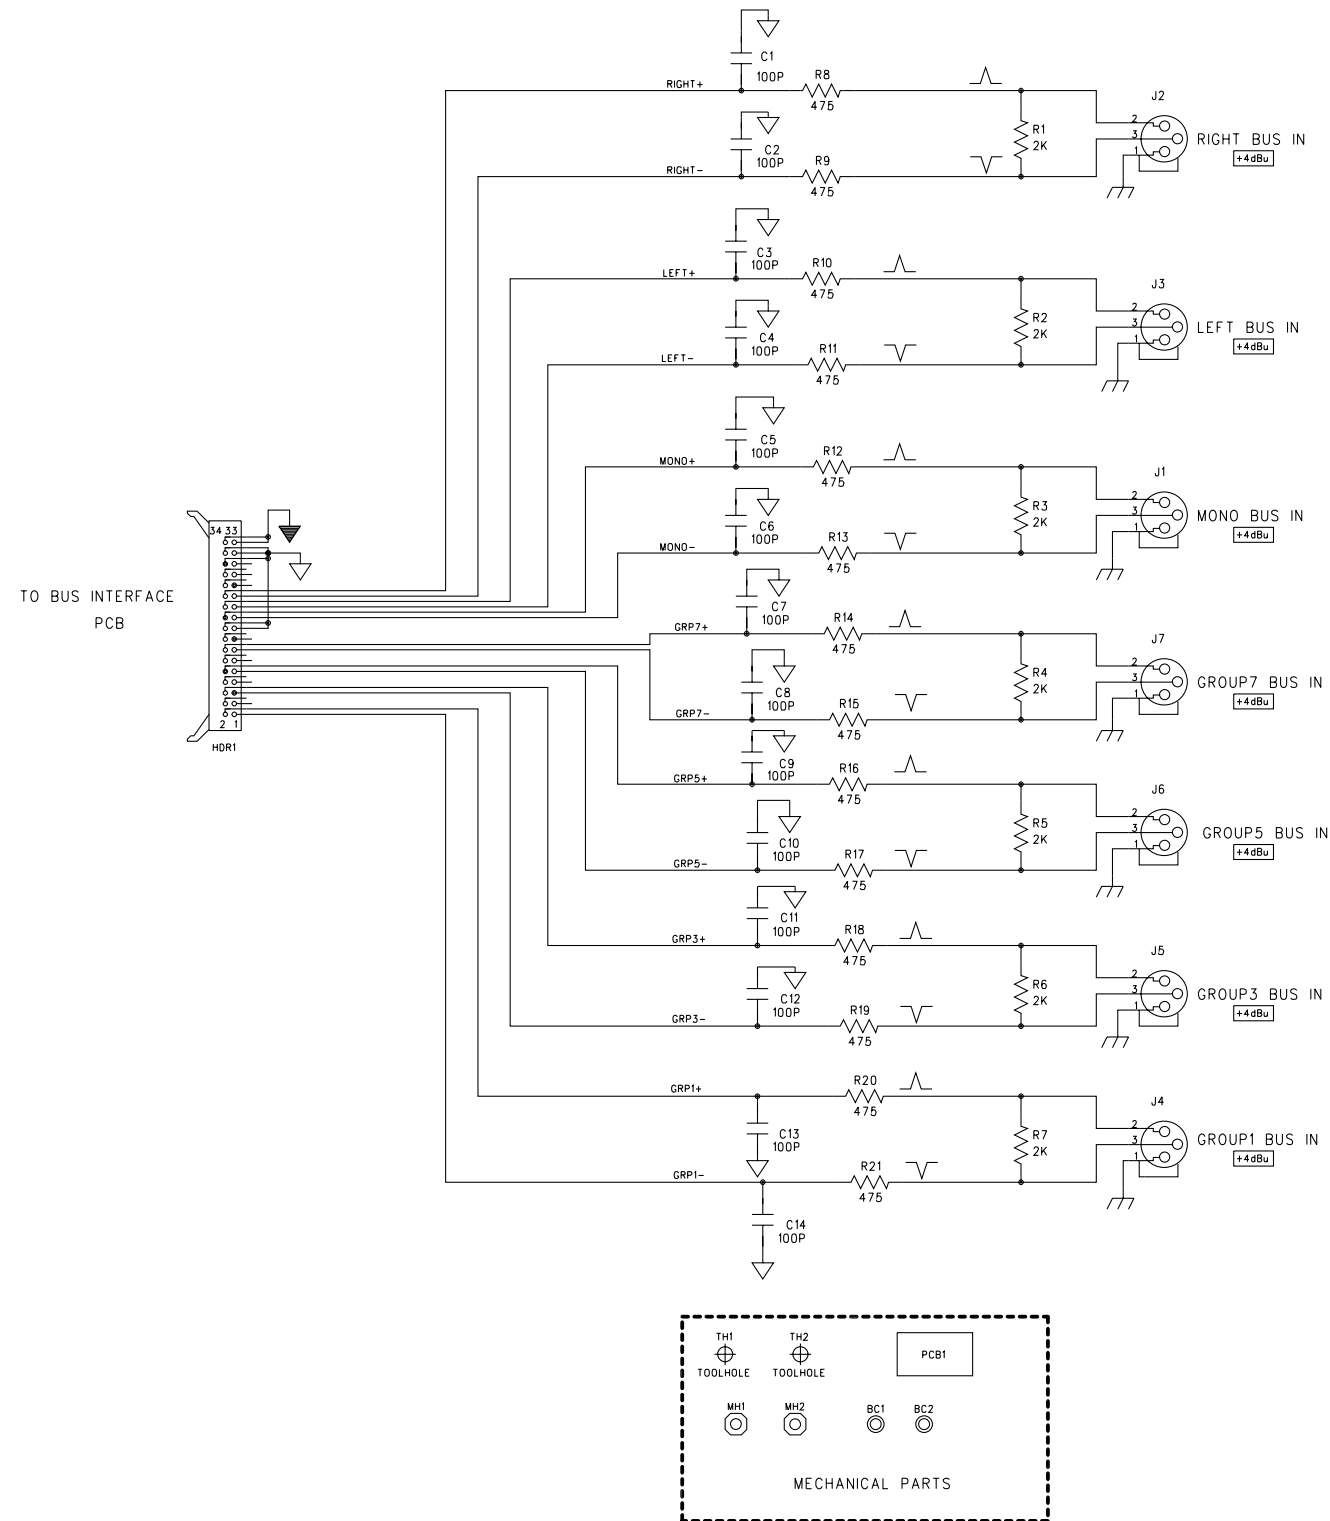 C1
100P
RIGHT+
R8
475
J2
C2
100P
R1
2K
2
3
1
RIGHT BUS IN
+4dBu
RIGHT-
R9
475
C3
100P
LEFT+
R10
475
J3
C4
100P
R2
2K
2
3
1
LEFT BUS IN
+4dBu
LEFT-
R11
475
C5
100P
MONO+
R12
475
J1
C6
100P
R3
2K
2
3
1
MONO BUS IN
+4dBu
MONO-
R13
475
34 33
TO BUS INTERFACE
PCB
2 1
HDR1
C7
100P
GRP7+
R14
475
J7
C8
100P
R4
2K
2
3
1
GROUP7 BUS IN
+4dBu
GRP7-
R15
475
C9
100P
GRP5+
R16
475
J6
C10
100P
R5
2K
2
3
1
GROUP5 BUS IN
+4dBu
GRP5-
R17
475
C11
100P
GRP3+
R18
475
J5
C12
100P
R6
2K
2
3
1
GROUP3 BUS IN
+4dBu
GRP3-
R19
475
GRP1+
R20
475
J4
C13
100P
R7
2K
2
3
1
GROUP1 BUS IN
+4dBu
GRP1-
R21
475
C14
100P
TH1
TOOLHOLE
TH2
TOOLHOLE
PCB1
MH1
MH2
BC1
BC2
MECHANICAL PARTS